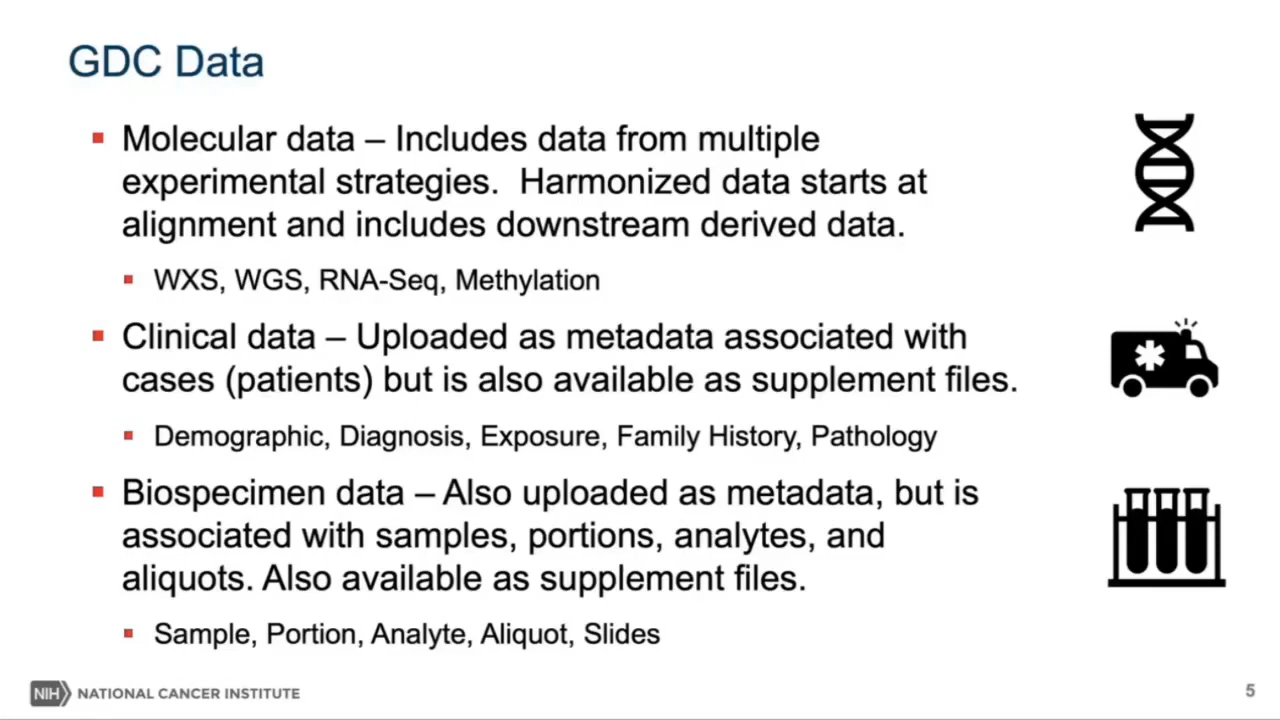 GDC Data
Molecular data – Includes data from multiple
experimental strategies.  Harmonized data starts at
alignment and includes downstream derived data.
WXS, WGS, RNA-Seq, Methylation
Clinical data – Uploaded as metadata associated with
cases (patients) but is also available as supplement files.
Demographic, Diagnosis, Exposure, Family History, Pathology
Biospecimen data – Also uploaded as metadata, but is
associated with samples, portions, analytes, and
aliquots. Also available as supplement files.
Sample, Portion, Analyte, Aliquot, Slides
NIH NATIONAL CANCER INSTITUTE
5